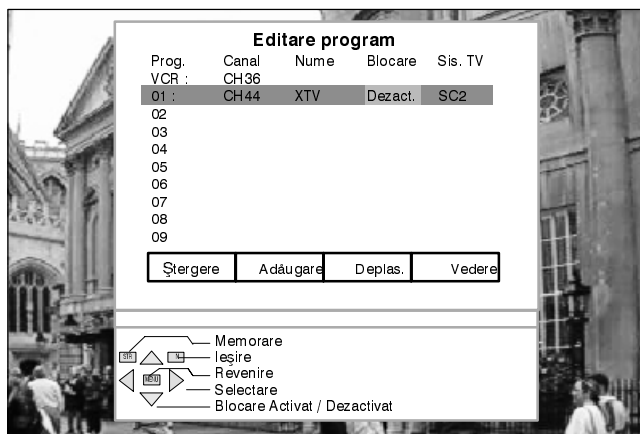 Editare program
Prog. Canal Nume Blocare Sis. TV
VCR : CH36
01 : CH44 XTV Dezact. SC2
02
03
04
05
06
07
08
09
Ştergere Adăugare Deplas. Vedere
Memorare
STR N Ieşire
MENU Revenire
Selectare
Blocare Activat / Dezactivat